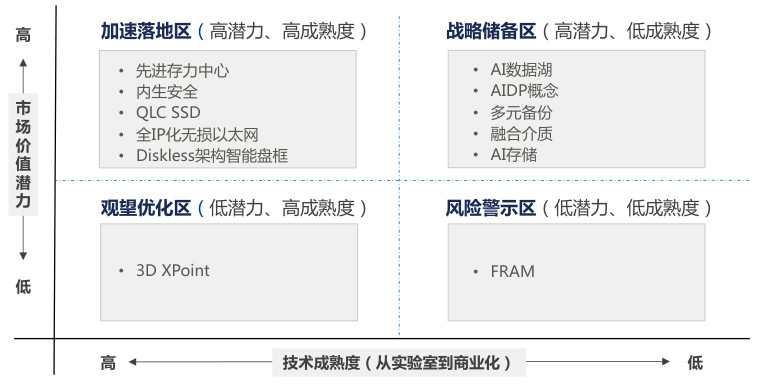 高
市场价值潜力
低
加速落地区（高潜力、高成熟度）
• 先进存力中心
• 内生安全
• QLC SSD
• 全IP化无损以太网
• Diskless架构智能盘框
战略储备区（高潜力、低成熟度）
• AI数据湖
• AIDP概念
• 多元备份
• 融合介质
• AI存储
观望优化区（低潜力、高成熟度）
• 3D XPoint
风险警示区（低潜力、低成熟度）
• FRAM
高
技术成熟度（从实验室到商业化）
低